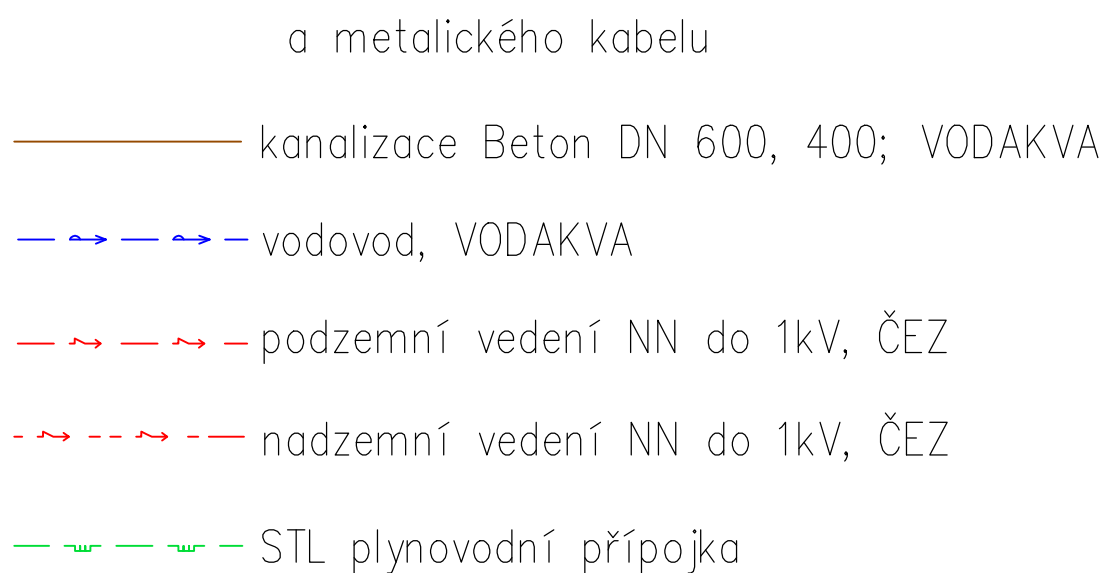 a metalického kabelu
kanalizace Beton DN 600, 400; VODAKVA
vodovod, VODAKVA
podzemní vedení NN do 1kV, ČEZ
nadzemní vedení NN do 1kV, ČEZ
STL plynovodní přípojka